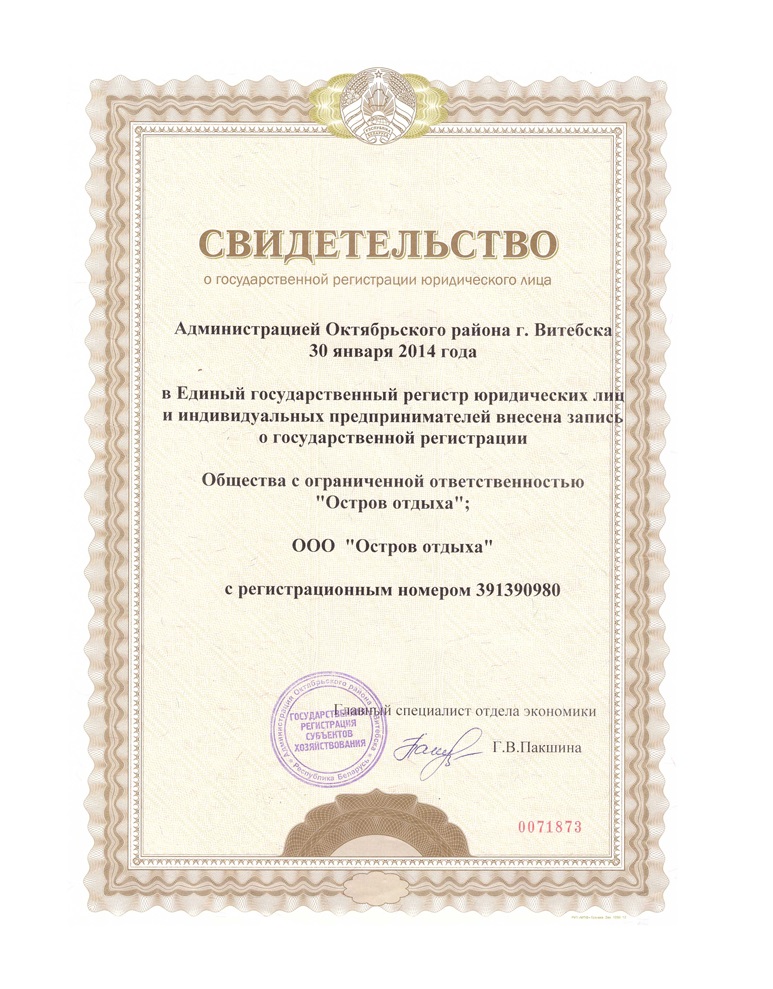 СВИДЕТЕЛЬСТВО
о государственной регистрации юридического лица
Администрацией Октябрьского района г. Витебска
30 января 2014 года
в Единый государственный регистр юридических лиц
и индивидуальных предпринимателей внесена запись
о государственной регистрации
Общества с ограниченной ответственностью
"Остров отдыха";
ООО "Остров отдыха"
с регистрационным номером 391390980
Главный специалист отдела экономики
Г.В.Пакшина
Администрация Октябрьского района г. Витебска
Республика Беларусь
ГОСУДАРСТВЕННАЯ
РЕГИСТРАЦИЯ
СУБЪЕКТОВ
ХОЗЯЙСТВОВАНИЯ
0071873